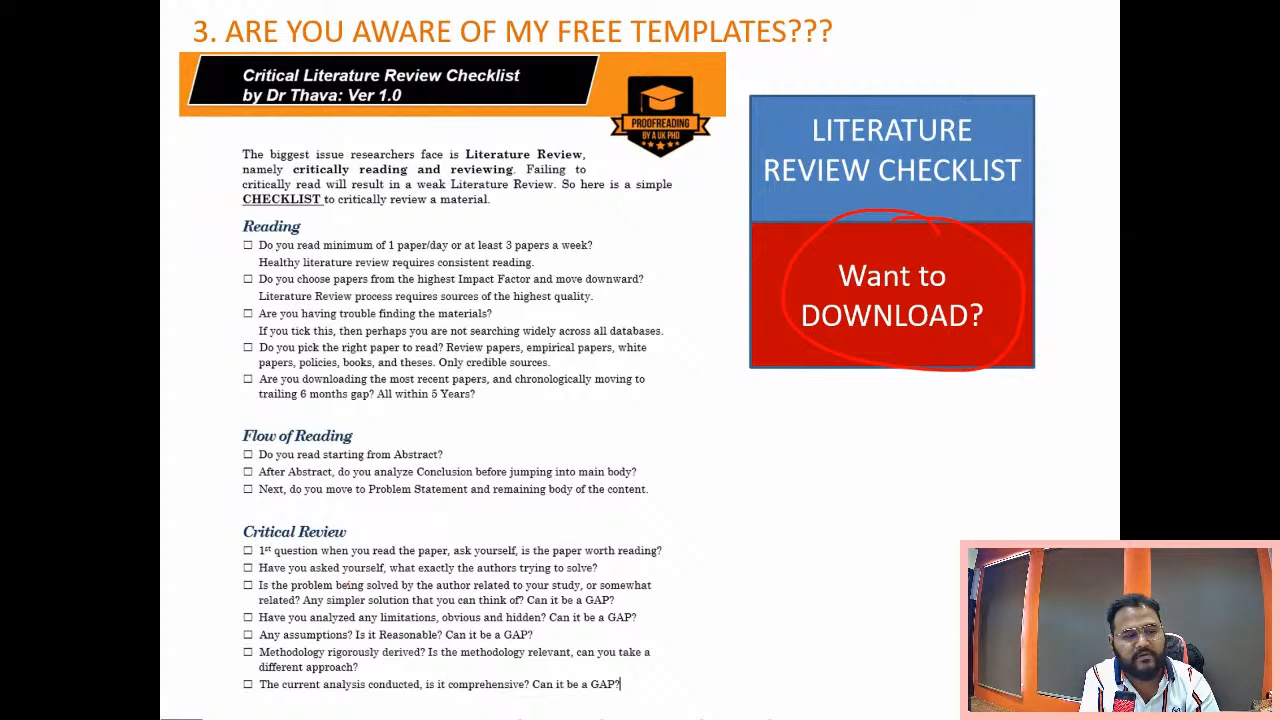 3. ARE YOU AWARE OF MY FREE TEMPLATES???
Critical Literature Review Checklist
by Dr Thava: Ver 1.0
PROOFREADING
BY A UK PHD
The biggest issue researchers face is Literature Review,
namely critically reading and reviewing. Failing to
critically read will result in a weak Literature Review. So here is a simple
CHECKLIST to critically review a material.
Reading
☐ Do you read minimum of 1 paper/day or at least 3 papers a week?
Healthy literature review requires consistent reading.
☐ Do you choose papers from the highest Impact Factor and move downward?
Literature Review process requires sources of the highest quality.
☐ Are you having trouble finding the materials?
If you tick this, then perhaps you are not searching widely across all databases.
☐ Do you pick the right paper to read? Review papers, empirical papers, white
papers, policies, books, and theses. Only credible sources.
☐ Are you downloading the most recent papers, and chronologically moving to
trailing 6 months gap? All within 5 Years?
Flow of Reading
☐ Do you read starting from Abstract?
☐ After Abstract, do you analyze Conclusion before jumping into main body?
☐ Next, do you move to Problem Statement and remaining body of the content.
Critical Review
☐ 1st question when you read the paper, ask yourself, is the paper worth reading?
☐ Have you asked yourself, what exactly the authors trying to solve?
☐ Is the problem being solved by the author related to your study, or somewhat
related? Any simpler solution that you can think of? Can it be a GAP?
☐ Have you analyzed any limitations, obvious and hidden? Can it be a GAP?
☐ Any assumptions? Is it Reasonable? Can it be a GAP?
☐ Methodology rigorously derived? Is the methodology relevant, can you take a
different approach?
☐ The current analysis conducted, is it comprehensive? Can it be a GAP?
LITERATURE
REVIEW CHECKLIST
Want to
DOWNLOAD?